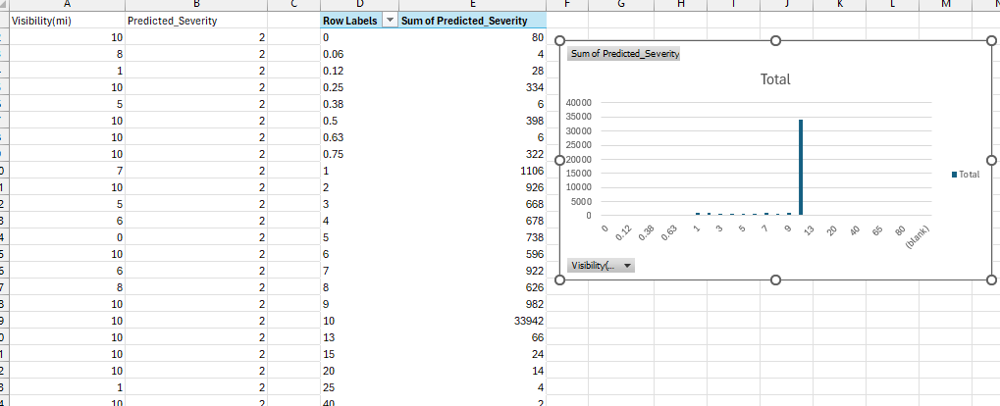 A B C D E F G H I J K L M
Visibility(mi) Predicted_Severity Row Labels Sum of Predicted_Severity
10 2 0 80
8 2 0.06 4
1 2 0.12 28
10 2 0.25 334
5 2 0.38 6
10 2 0.5 398
10 2 0.63 6
10 2 0.75 322
7 2 1 1106
10 2 2 926
5 2 3 668
6 2 4 678
0 2 5 738
10 2 6 596
6 2 7 922
8 2 8 626
10 2 9 982
10 2 10 33942
10 2 13 66
10 2 15 24
10 2 20 14
1 2 25 4
10 2 40 2
Sum of Predicted_Severity
Total
40000
35000
30000
25000
20000
15000
10000
5000
0
0 0.12 0.38 0.63 1 3 5 7 9 13 20 40 65 80 (blank)
Total
Visibility(...